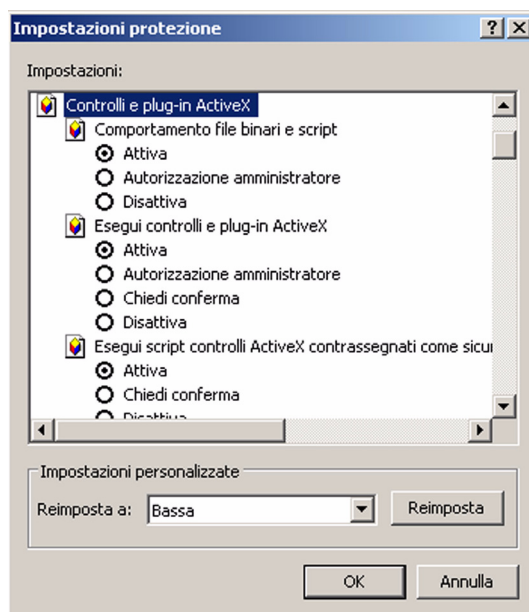 Impostazioni protezione
Impostazioni:
Controlli e plug-in ActiveX
Comportamento file binari e script
Attiva
Autorizzazione amministratore
Disattiva
Esegui controlli e plug-in ActiveX
Attiva
Autorizzazione amministratore
Chiedi conferma
Disattiva
Esegui script controlli ActiveX contrassegnati come sicur
Attiva
Chiedi conferma
Disattiva
Impostazioni personalizzate
Reimposta a: Bassa Reimposta
OK Annulla